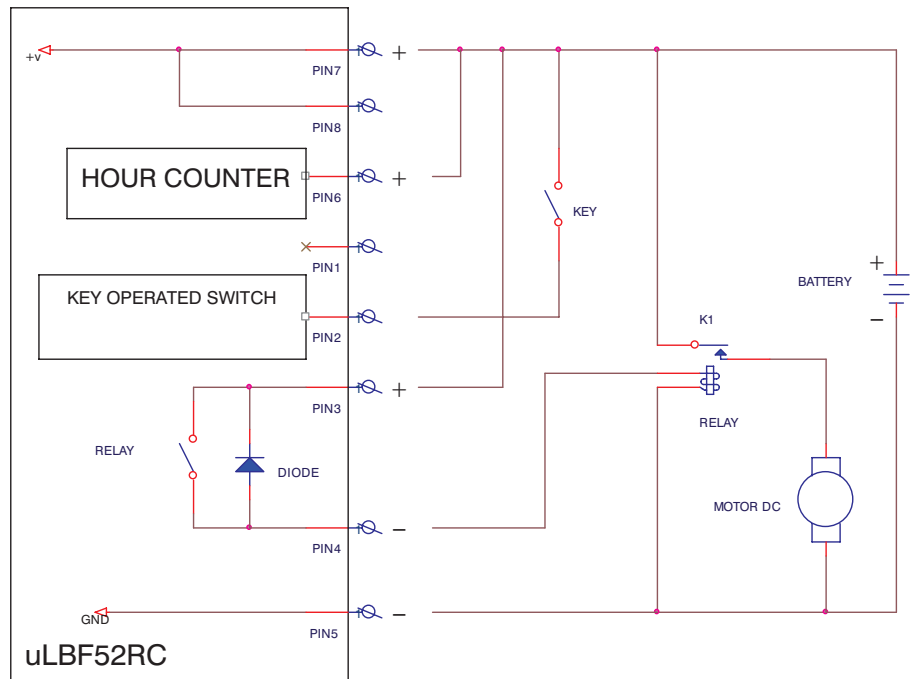 +v
PIN7
+
PIN8
HOUR COUNTER
PIN6
+
KEY
PIN1
BATTERY
+
−
KEY OPERATED SWITCH
PIN2
K1
PIN3
+
RELAY
RELAY
DIODE
MOTOR DC
PIN4
−
GND
PIN5
−
uLBF52RC